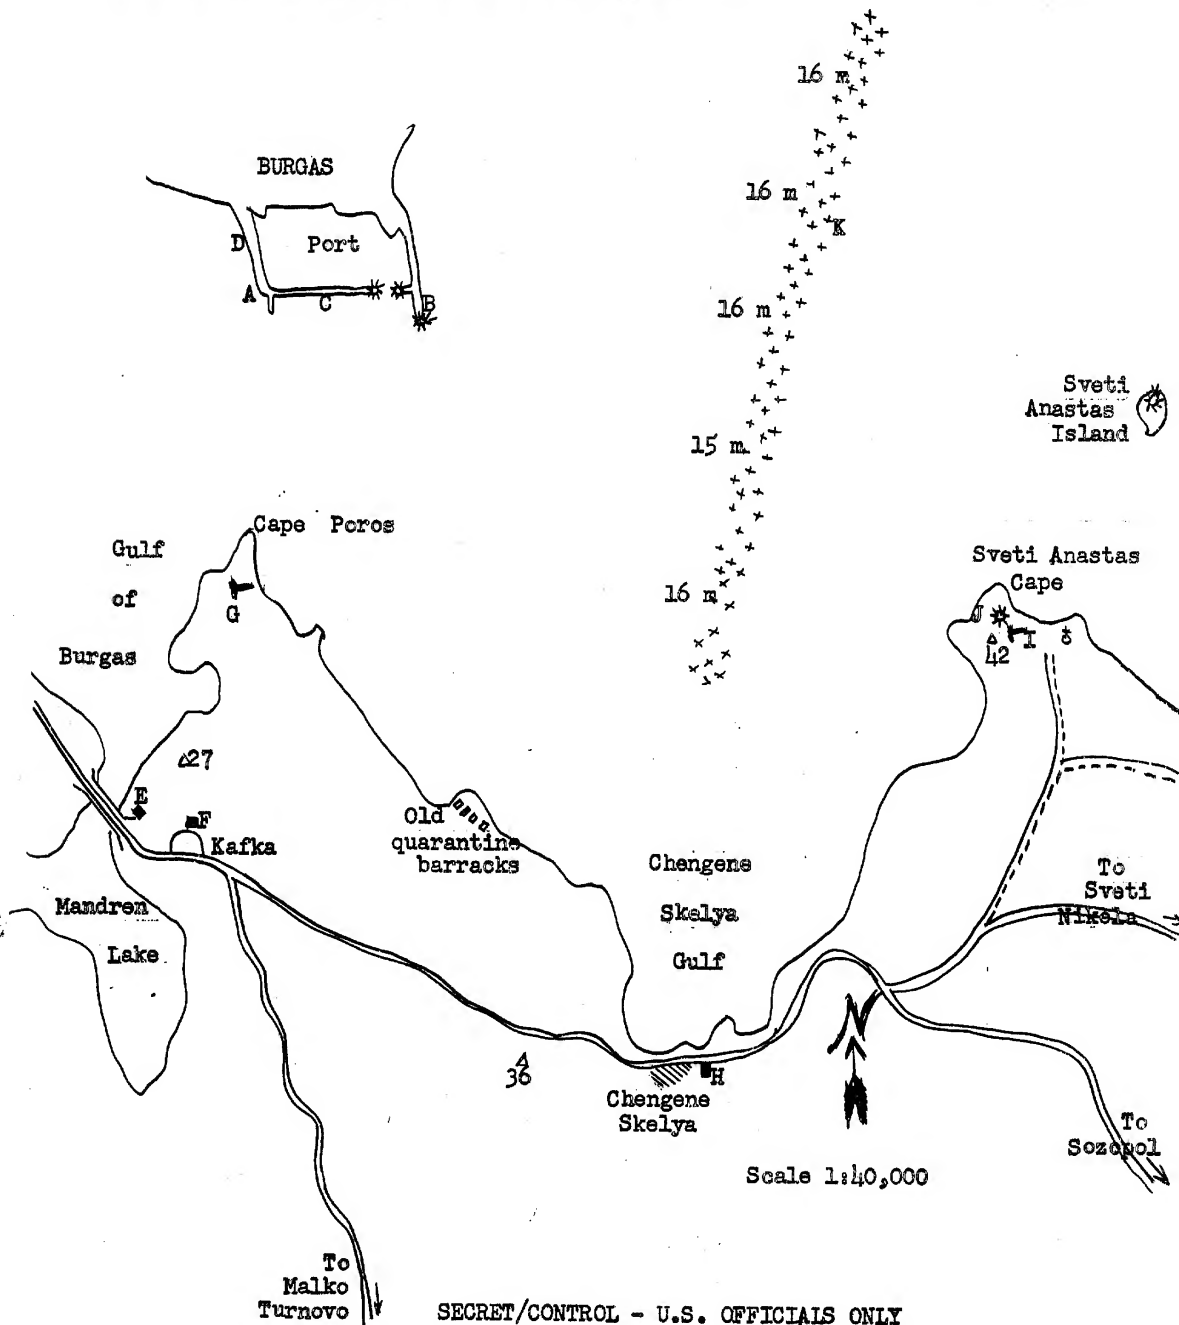 16 m
BURGAS
16 m
D
Port
K
A
C
B
16 m
Sveti
Anastas
Island
15 m
Cape Poros
Gulf
of
Burgas
G
Sveti Anastas
Cape
16 m
J
I
42
27
E
F
Kafka
Old
quarantine
barracks
Chengene
Skelya
Gulf
To
Sveti
Nikola
Mandren
Lake
36
H
Chengene
Skelya
To
Sozopol
Scale 1:40,000
To
Malko
Turnovo
SECRET/CONTROL - U.S. OFFICIALS ONLY